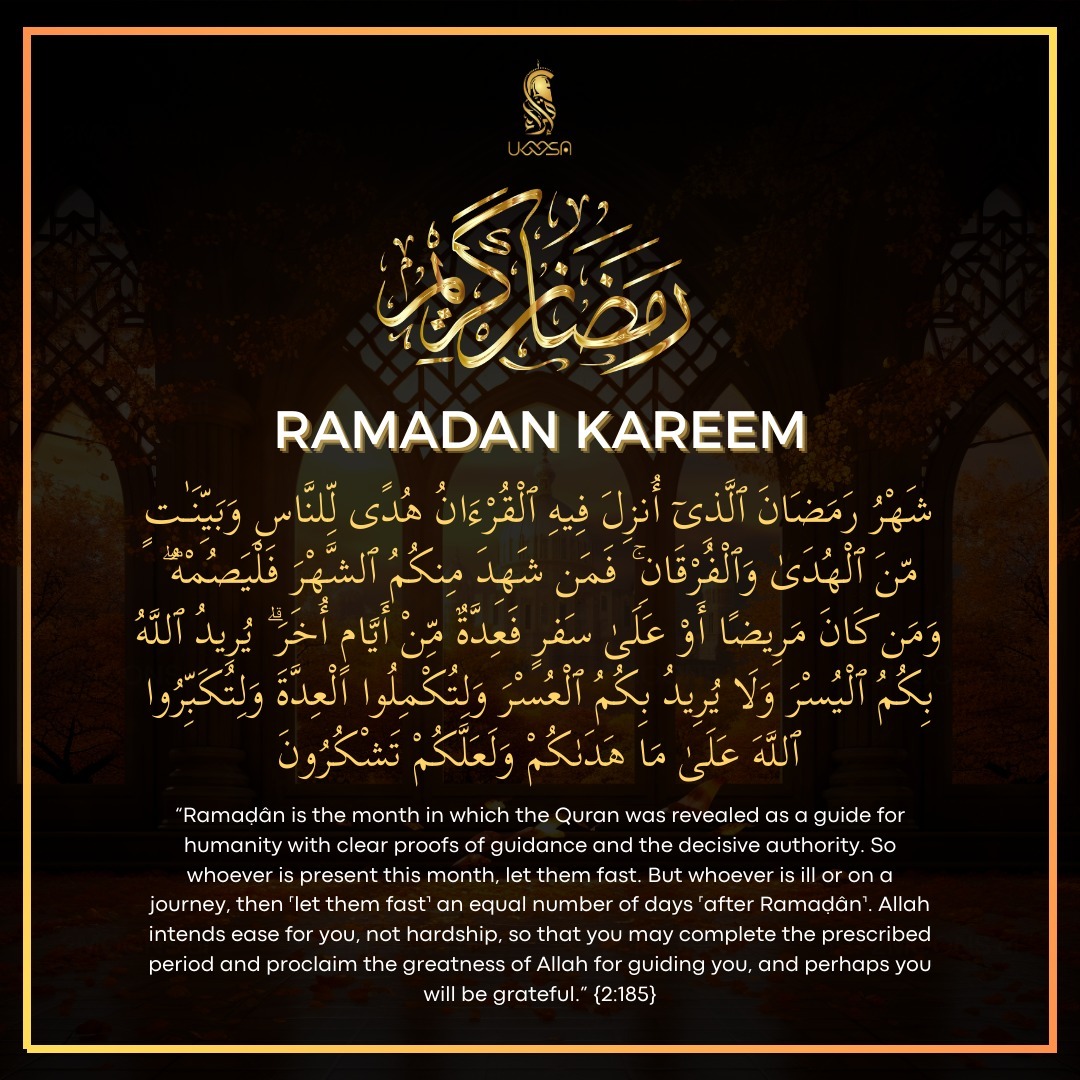 UKOOSA
رمضان كريم
RAMADAN KAREEM
شَهْرُ رَمَضَانَ ٱلَّذِىٓ أُنزِلَ فِيهِ ٱلْقُرْءَانُ هُدًى لِّلنَّاسِ وَبَيِّنَـٰتٍ
مِّنَ ٱلْهُدَىٰ وَٱلْفُرْقَانِ ۚ فَمَن شَهِدَ مِنكُمُ ٱلشَّهْرَ فَلْيَصُمْهُ ۖ
وَمَن كَانَ مَرِيضًا أَوْ عَلَىٰ سَفَرٍ فَعِدَّةٌ مِّنْ أَيَّامٍ أُخَرَ ۗ يُرِيدُ ٱللَّهُ
بِكُمُ ٱلْيُسْرَ وَلَا يُرِيدُ بِكُمُ ٱلْعُسْرَ وَلِتُكْمِلُوا ٱلْعِدَّةَ وَلِتُكَبِّرُوا
ٱللَّهَ عَلَىٰ مَا هَدَىٰكُمْ وَلَعَلَّكُمْ تَشْكُرُونَ
“Ramaḍân is the month in which the Quran was revealed as a guide for
humanity with clear proofs of guidance and the decisive authority. So
whoever is present this month, let them fast. But whoever is ill or on a
journey, then ˹let them fast˺ an equal number of days ˹after Ramaḍân˺. Allah
intends ease for you, not hardship, so that you may complete the prescribed
period and proclaim the greatness of Allah for guiding you, and perhaps you
will be grateful.” {2:185}